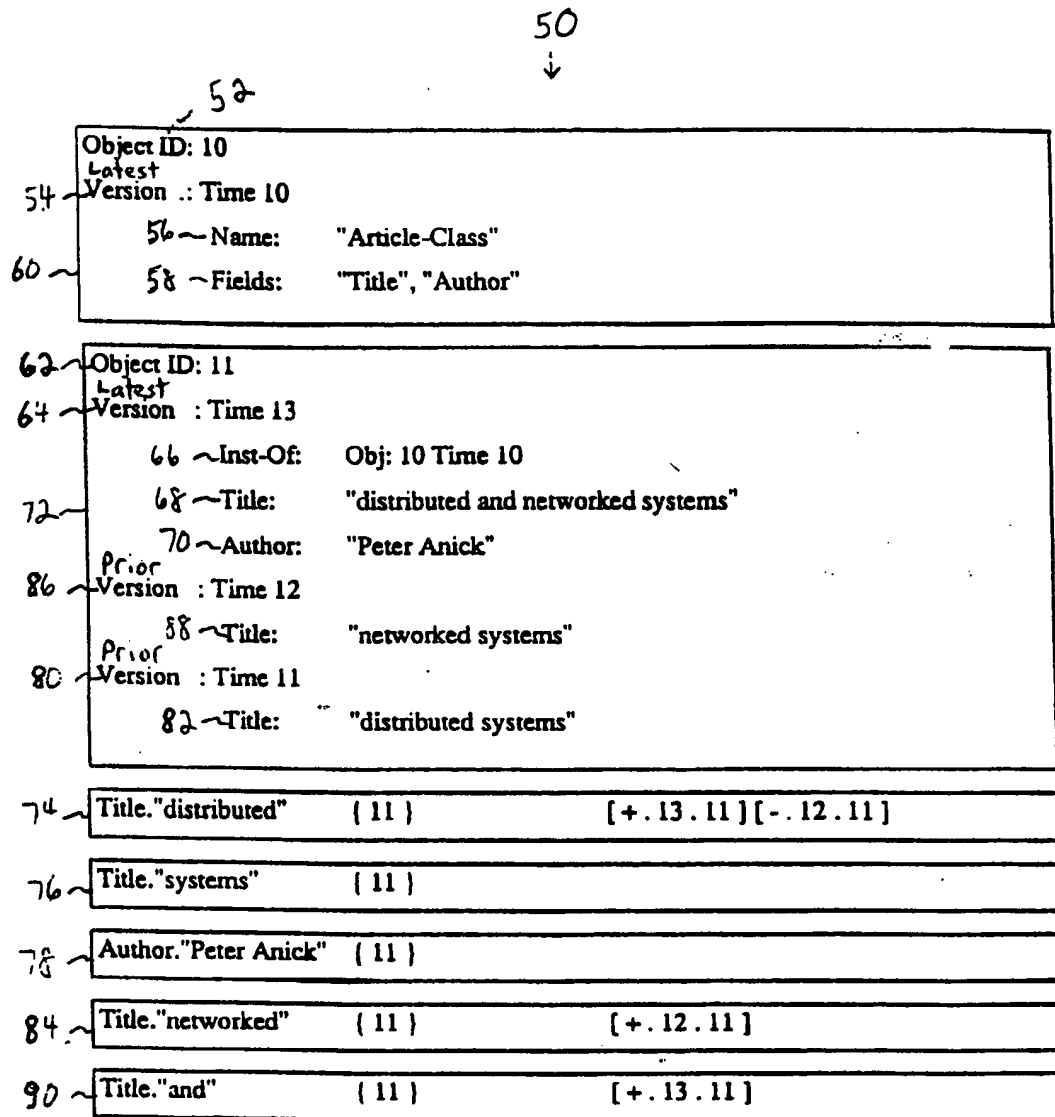 50
52
Object ID: 10
Latest
54 Version .: Time 10
56 Name: "Article-Class"
60 58 Fields: "Title", "Author"
62 Object ID: 11
Latest
64 Version : Time 13
66 Inst-Of: Obj: 10 Time 10
68 Title: "distributed and networked systems"
72
70 Author: "Peter Anick"
Prior
86 Version : Time 12
88 Title: "networked systems"
Prior
80 Version : Time 11
82 Title: "distributed systems"
74 Title."distributed" { 11 } [+.13.11][-.12.11]
76 Title."systems" { 11 }
78 Author."Peter Anick" { 11 }
84 Title."networked" { 11 } [+.12.11]
90 Title."and" { 11 } [+.13.11]